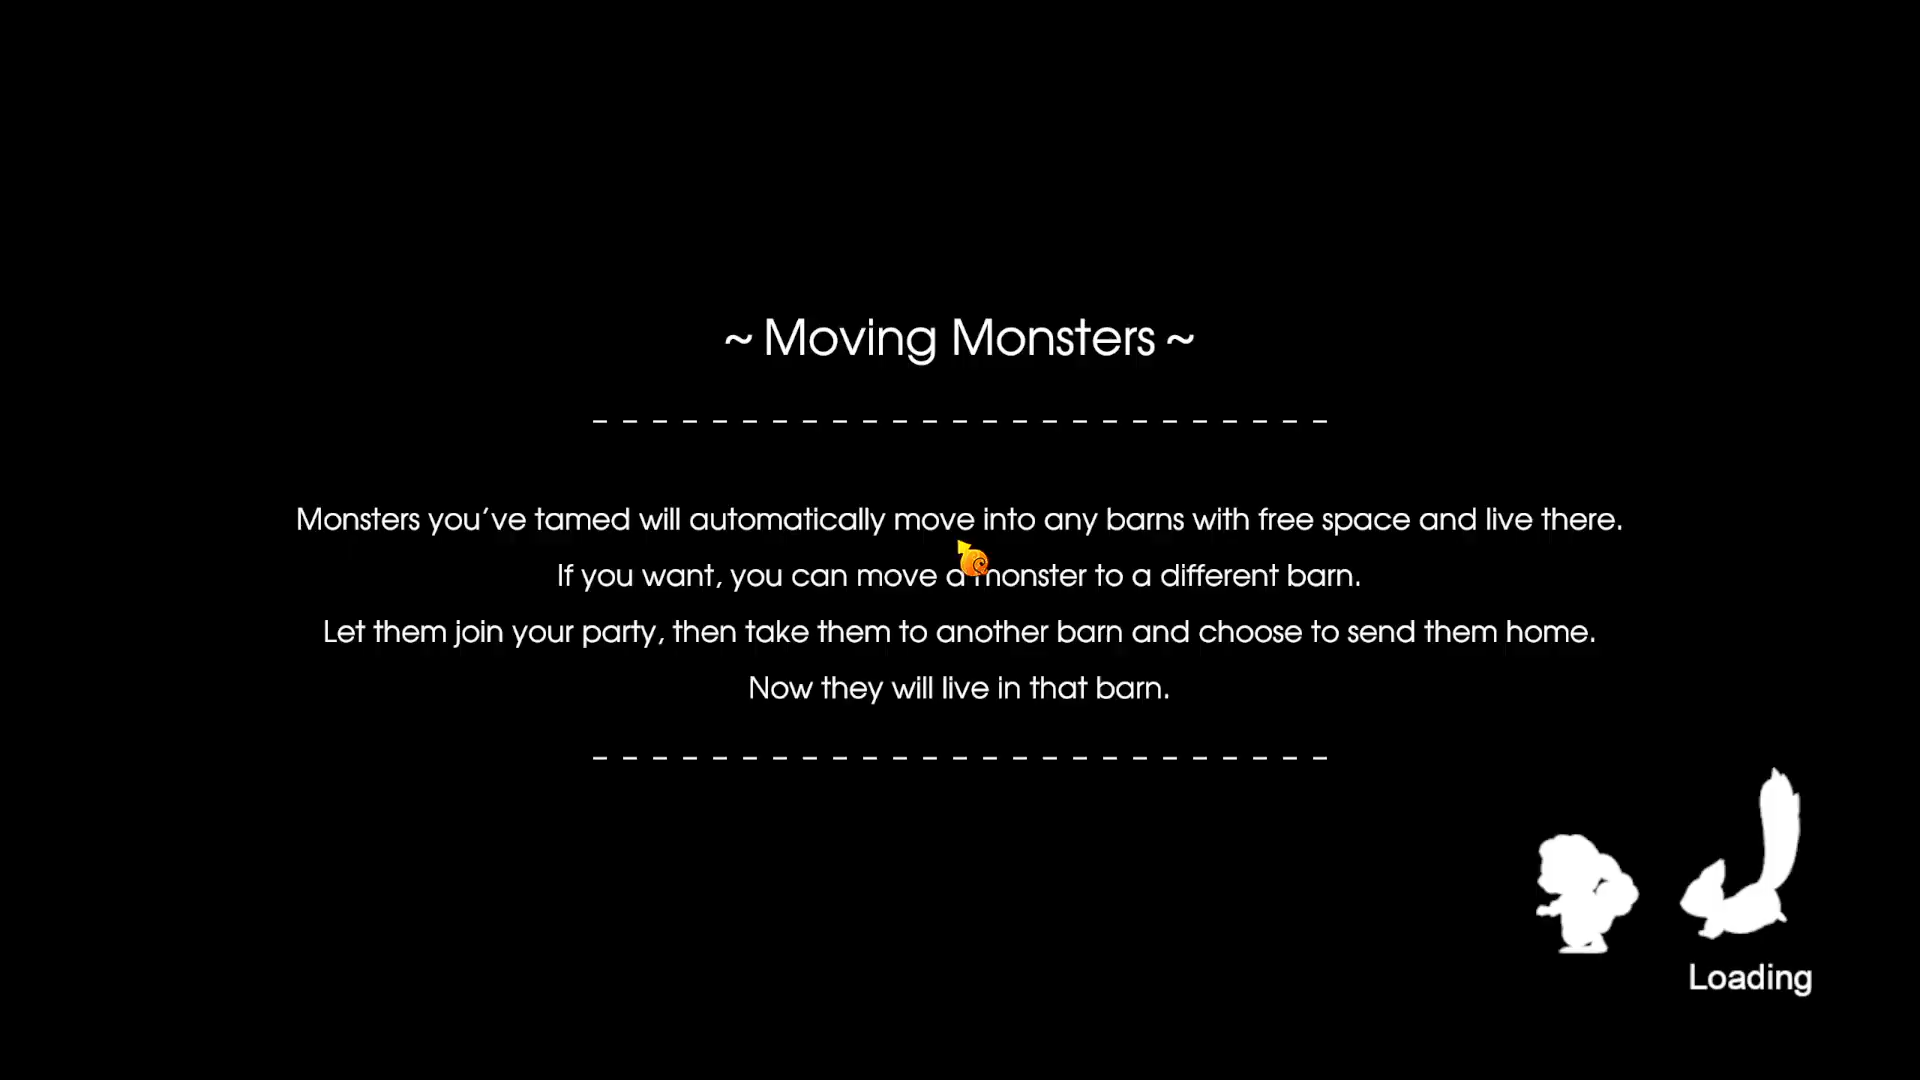 ~ Moving Monsters ~
– – – – – – – – – – – – – – – – – – – – – – – – –
Monsters you’ve tamed will automatically move into any barns with free space and live there.
If you want, you can move a monster to a different barn.
Let them join your party, then take them to another barn and choose to send them home.
Now they will live in that barn.
– – – – – – – – – – – – – – – – – – – – – – – – –
Loading